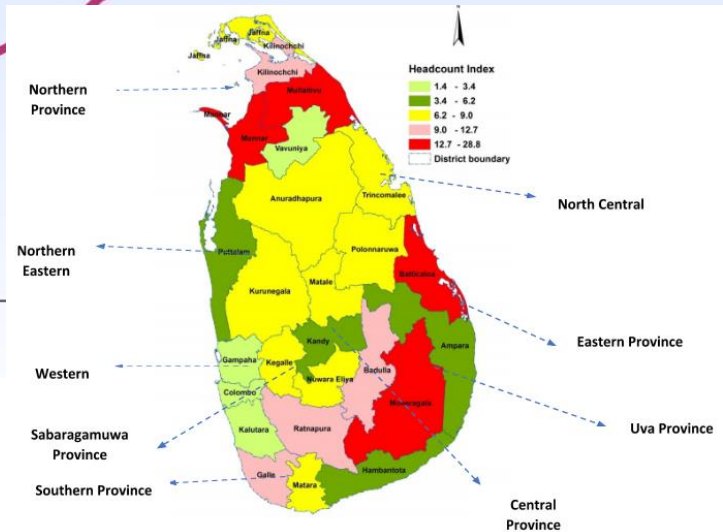 Jaffna
Jaffna
Jaffna
Kilinochchi
Kilinochchi
Mullaitivu
Mannar
Mannar
Vavuniya
Anuradhapura
Trincomalee
Puttalam
Polonnaruwa
Kurunegala
Matale
Batticaloa
Kandy
Ampara
Gampaha
Kegalle
Nuwara Eliya
Badulla
Moneragala
Colombo
Kalutara
Ratnapura
Galle
Matara
Hambantota
Headcount Index
1.4 - 3.4
3.4 - 6.2
6.2 - 9.0
9.0 - 12.7
12.7 - 28.8
District boundary
Northern
Province
North Central
Northern
Eastern
Eastern Province
Western
Uva Province
Sabaragamuwa
Province
Southern Province
Central
Province